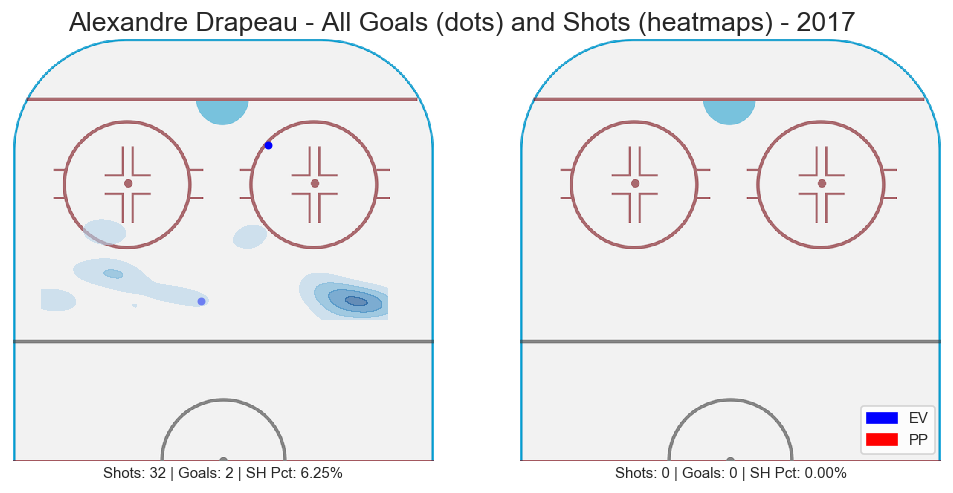 Alexandre Drapeau - All Goals (dots) and Shots (heatmaps) - 2017
EV
PP
Shots: 32 | Goals: 2 | SH Pct: 6.25%
Shots: 0 | Goals: 0 | SH Pct: 0.00%